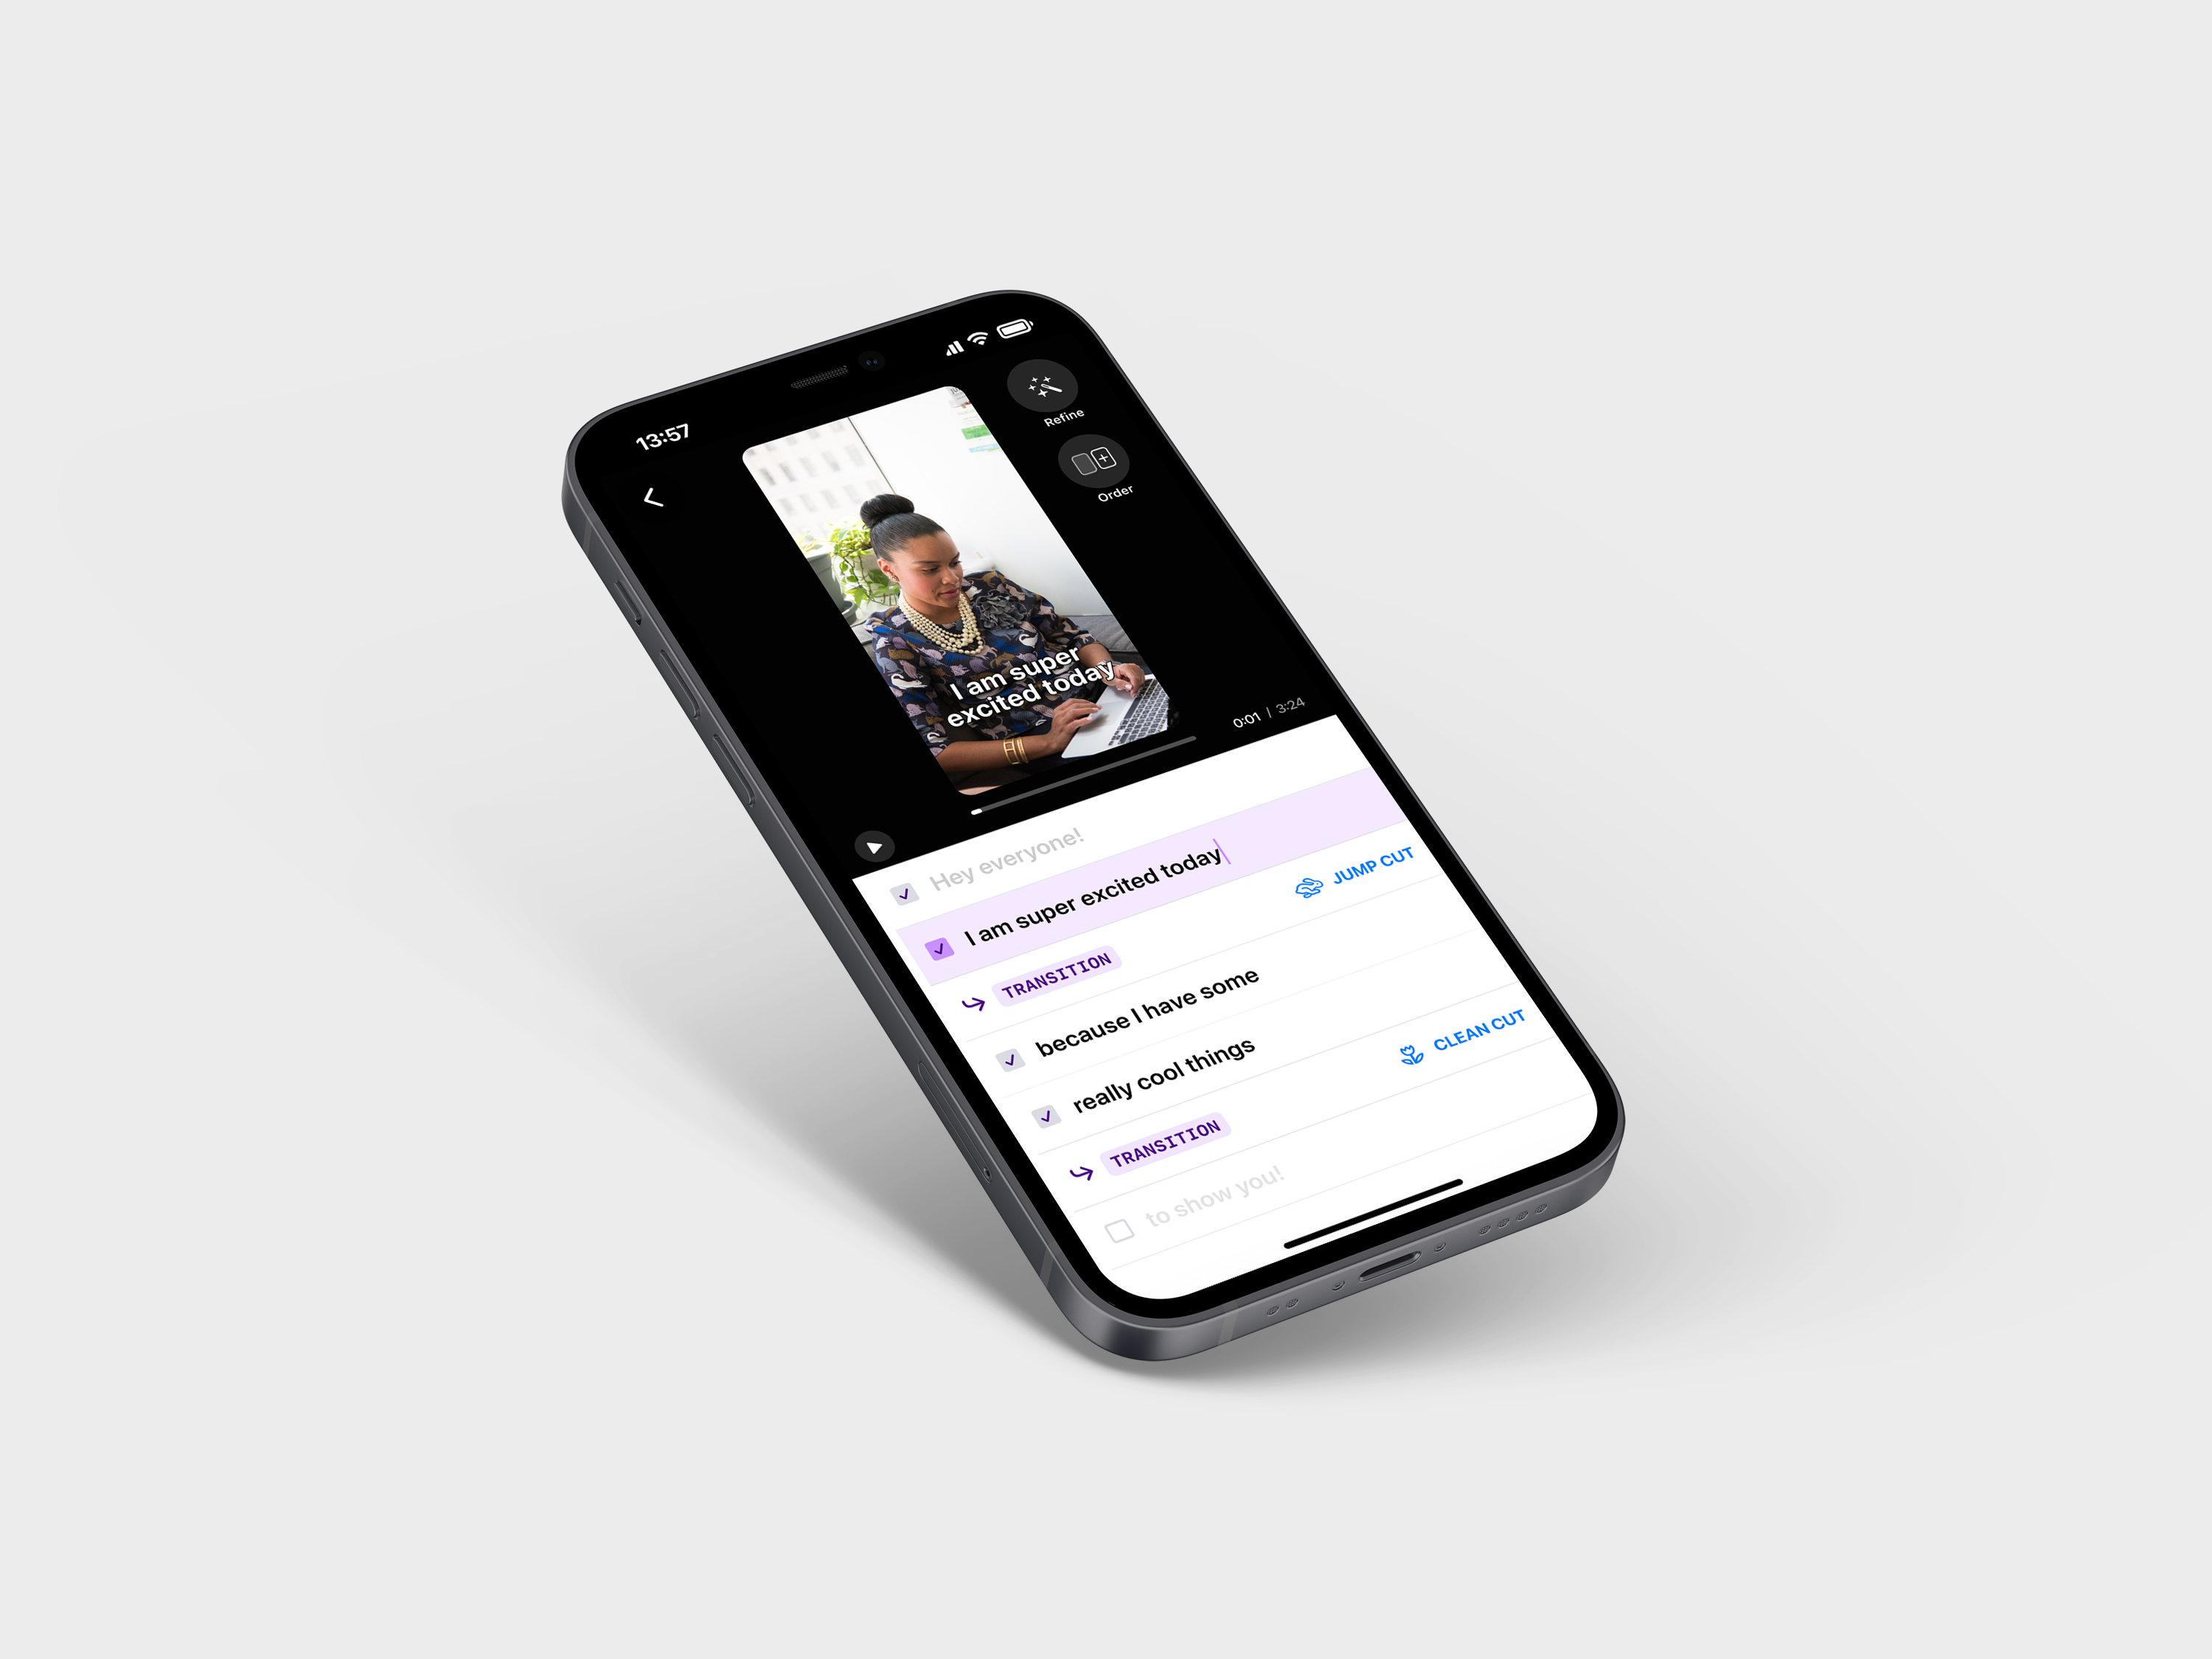 13:57
Refine
Order
I am super
excited today
0:01 / 3:24
Hey everyone!
I am super excited today
TRANSITION
JUMP CUT
because I have some
really cool things
TRANSITION
CLEAN CUT
to show you!